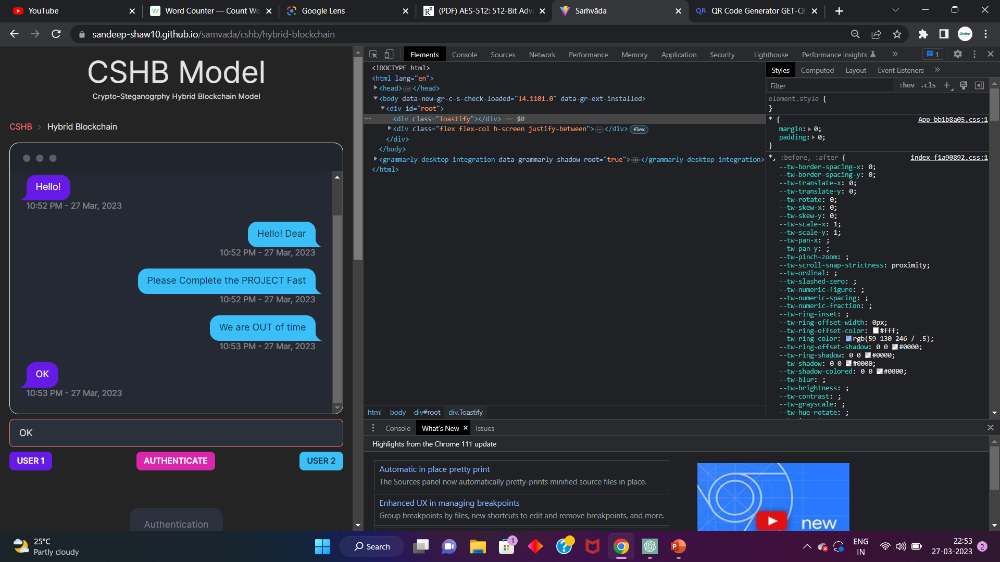 YouTube
Word Counter — Count Wo
Google Lens
(PDF) AES-512: 512-Bit Adva
Saṁvāda
QR Code Generator GET-QR
sandeep-shaw10.github.io/samvada/cshb/hybrid-blockchain
CSHB Model
Crypto-Steganogrphy Hybrid Blockchain Model
CSHB > Hybrid Blockchain
Hello!
10:52 PM - 27 Mar, 2023
Hello! Dear
10:52 PM - 27 Mar, 2023
Please Complete the PROJECT Fast
10:52 PM - 27 Mar, 2023
We are OUT of time
10:53 PM - 27 Mar, 2023
OK
10:53 PM - 27 Mar, 2023
OK
USER 1
AUTHENTICATE
USER 2
Authentication
Elements Console Sources Network Performance Memory Application Security Lighthouse Performance insights » 1
<!DOCTYPE html>
<html lang="en">
<head>…</head>
<body data-new-gr-c-s-check-loaded="14.1101.0" data-gr-ext-installed>
<div id="root">
<div class="Toastify"></div> == $0
<div class="flex flex-col h-screen justify-between">…</div> flex
</div>
</body>
<grammarly-desktop-integration data-grammarly-shadow-root="true">…</grammarly-desktop-integration>
</html>
html body div#root div.Toastify
Styles Computed Layout Event Listeners »
Filter :hov .cls +
element.style {
}
* { App-bb1b8a05.css:1
margin: 0;
padding: 0;
}
*, :before, :after { index-f1a90892.css:1
--tw-border-spacing-x: 0;
--tw-border-spacing-y: 0;
--tw-translate-x: 0;
--tw-translate-y: 0;
--tw-rotate: 0;
--tw-skew-x: 0;
--tw-skew-y: 0;
--tw-scale-x: 1;
--tw-scale-y: 1;
--tw-pan-x: ;
--tw-pan-y: ;
--tw-pinch-zoom: ;
--tw-scroll-snap-strictness: proximity;
--tw-ordinal: ;
--tw-slashed-zero: ;
--tw-numeric-figure: ;
--tw-numeric-spacing: ;
--tw-numeric-fraction: ;
--tw-ring-inset: ;
--tw-ring-offset-width: 0px;
--tw-ring-offset-color: #fff;
--tw-ring-color: rgb(59 130 246 / .5);
--tw-ring-offset-shadow: 0 0 #0000;
--tw-ring-shadow: 0 0 #0000;
--tw-shadow: 0 0 #0000;
--tw-shadow-colored: 0 0 #0000;
--tw-blur: ;
--tw-brightness: ;
--tw-contrast: ;
--tw-grayscale: ;
--tw-hue-rotate: ;
Console What's New Issues
Highlights from the Chrome 111 update
Automatic in place pretty print
The Sources panel now automatically pretty-prints minified source files in place.
Enhanced UX in managing breakpoints
Group breakpoints by files, new shortcuts to edit and remove breakpoints, and more.
new
25°C
Partly cloudy
Search
1
ENG
IN
22:53
27-03-2023
2